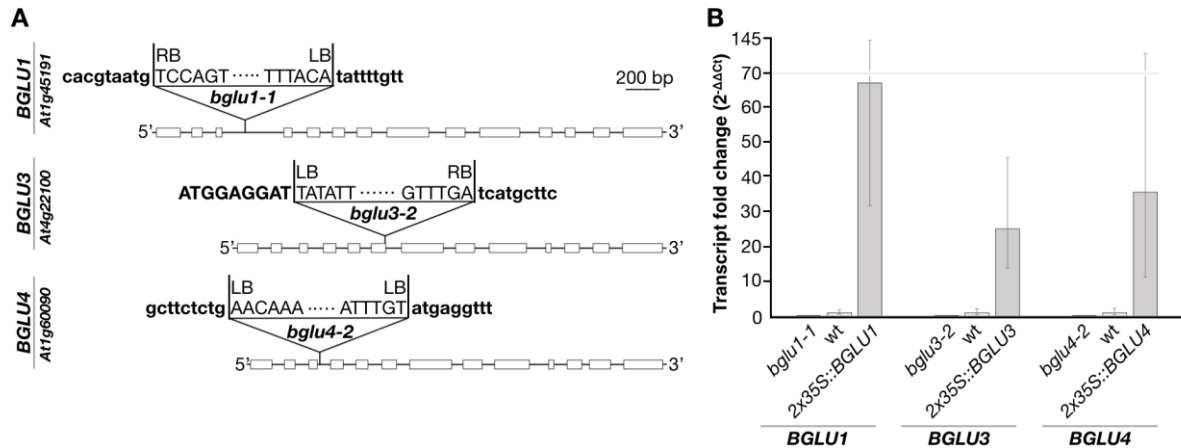 A
BGLU1
At1g45191
RB LB
cacgtaatg TCCAGT ····· TTTACA tattttgtt
bglu1-1
200 bp
5' 3'
BGLU3
At4g22100
LB RB
ATGGAGGAT TATATT ······ GTTTGA tcatgcttc
bglu3-2
5' 3'
BGLU4
At1g60090
LB LB
gcttctctg AACAAA ····· ATTTGT atgaggttt
bglu4-2
5' 3'
B
Transcript fold change (2-ΔΔCt)
145
70
60
50
40
30
20
10
0
bglu1-1 wt 2x35S::BGLU1 bglu3-2 wt 2x35S::BGLU3 bglu4-2 wt 2x35S::BGLU4
BGLU1 BGLU3 BGLU4